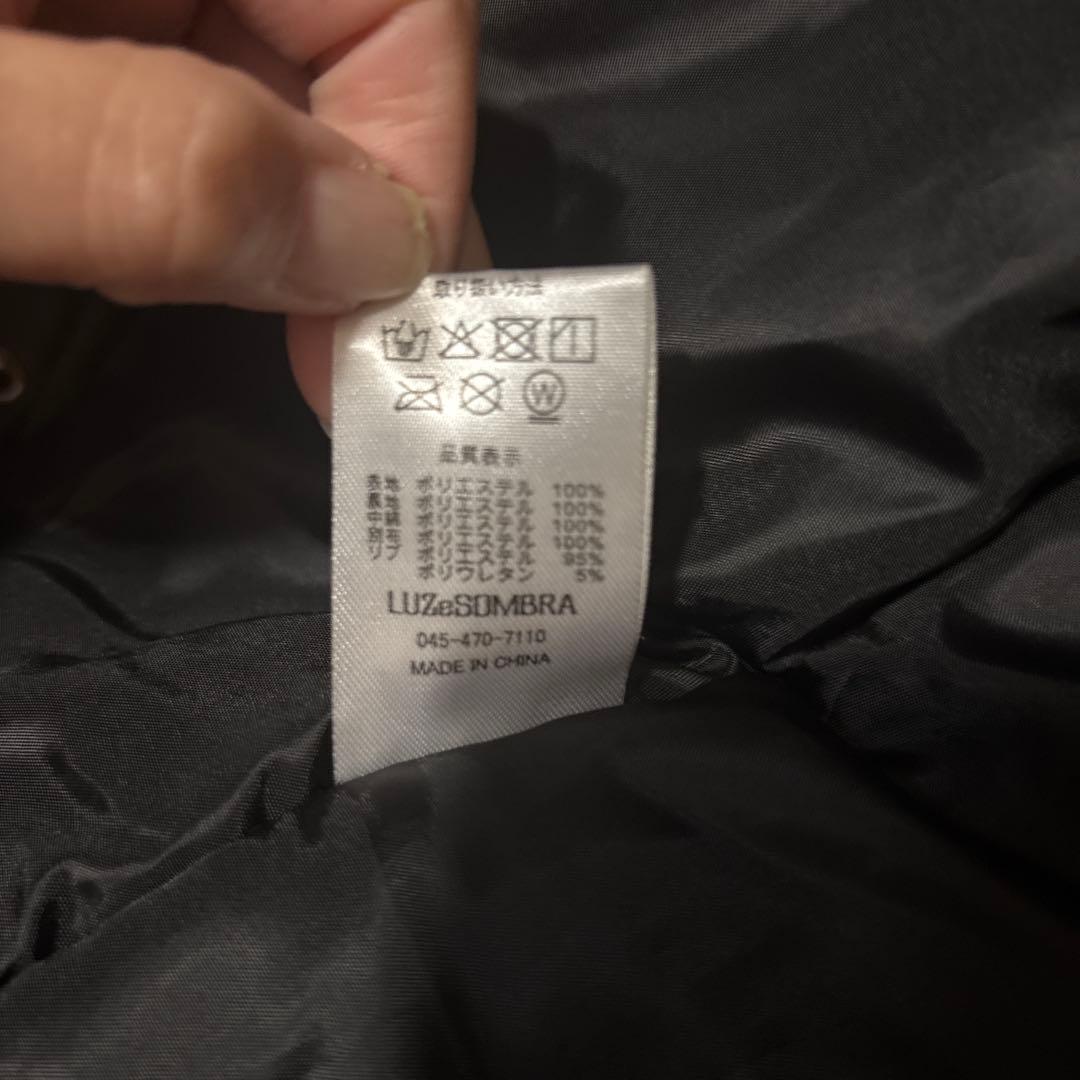 取り扱い方法
W
品質表示
表地 ポリエステル 100%
裏地 ポリエステル 100%
中綿 ポリエステル 100%
別布 ポリエステル 100%
リブ ポリエステル 95%
ポリウレタン 5%
LUZeSOMBRA
045-470-7110
MADE IN CHINA